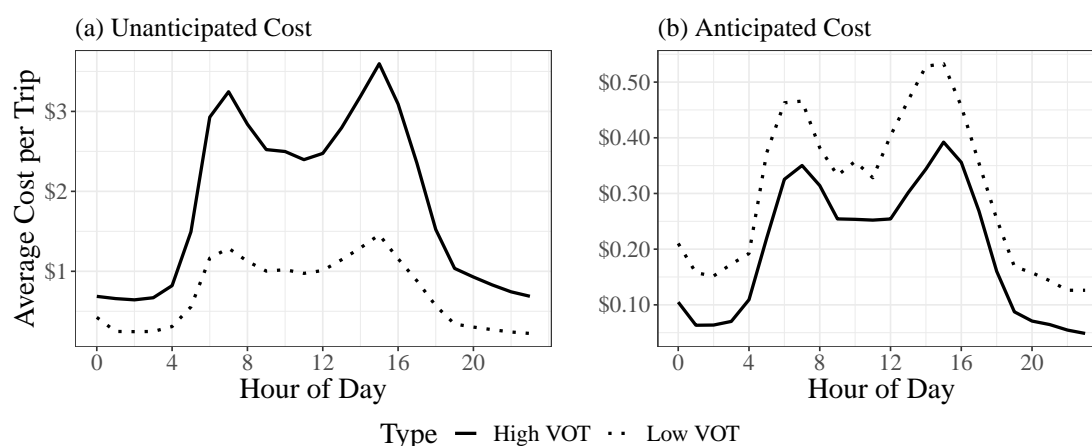 (a) Unanticipated Cost
(b) Anticipated Cost
Average Cost per Trip
$3
$2
$1
$0.50
$0.40
$0.30
$0.20
$0.10
0 4 8 12 16 20
0 4 8 12 16 20
Hour of Day
Hour of Day
Type High VOT Low VOT